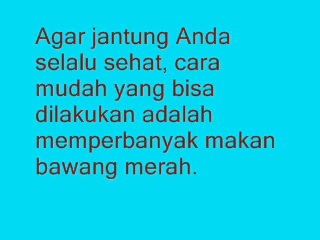 Agar jantung Anda
selalu sehat, cara
mudah yang bisa
dilakukan adalah
memperbanyak makan
bawang merah.